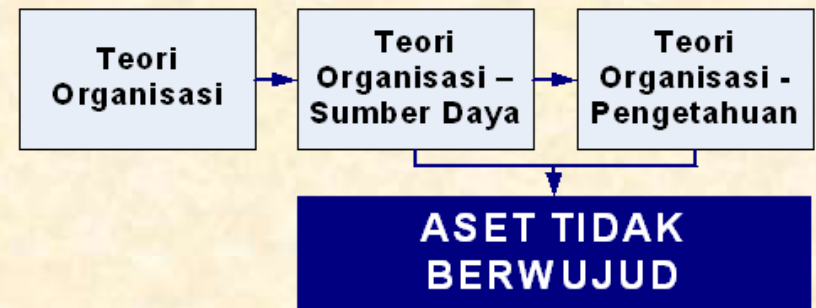 Teori
Organisasi
Teori
Organisasi –
Sumber Daya
Teori
Organisasi -
Pengetahuan
ASET TIDAK
BERWUJUD